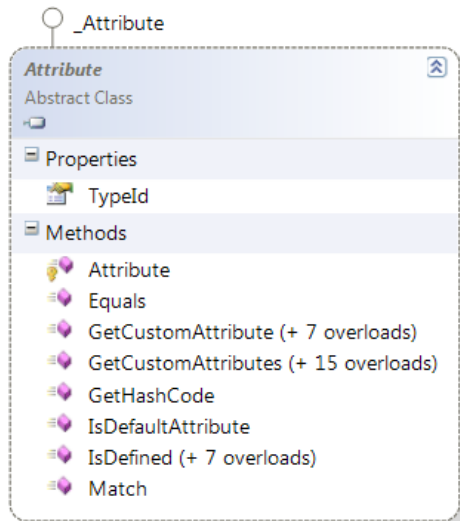 _Attribute
Attribute
Abstract Class
Properties
TypeId
Methods
Attribute
Equals
GetCustomAttribute (+ 7 overloads)
GetCustomAttributes (+ 15 overloads)
GetHashCode
IsDefaultAttribute
IsDefined (+ 7 overloads)
Match